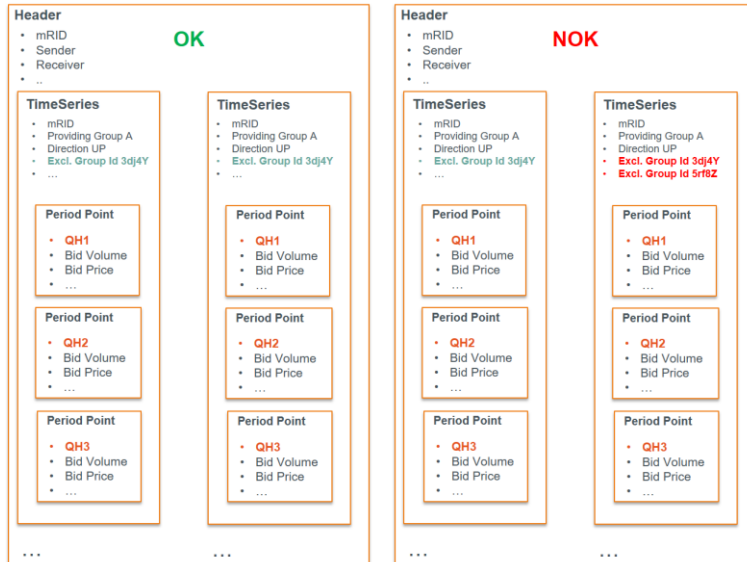 Header
• mRID
• Sender
• Receiver
• ..
OK
TimeSeries
• mRID
• Providing Group A
• Direction UP
• Excl. Group Id 3dj4Y
• …
Period Point
• QH1
• Bid Volume
• Bid Price
• …
Period Point
• QH2
• Bid Volume
• Bid Price
• …
Period Point
• QH3
• Bid Volume
• Bid Price
• …
…
TimeSeries
• mRID
• Providing Group A
• Direction UP
• Excl. Group Id 3dj4Y
• …
Period Point
• QH1
• Bid Volume
• Bid Price
• …
Period Point
• QH2
• Bid Volume
• Bid Price
• …
Period Point
• QH3
• Bid Volume
• Bid Price
• …
…
Header
• mRID
• Sender
• Receiver
• ..
NOK
TimeSeries
• mRID
• Providing Group A
• Direction UP
• Excl. Group Id 3dj4Y
• …
Period Point
• QH1
• Bid Volume
• Bid Price
• …
Period Point
• QH2
• Bid Volume
• Bid Price
• …
Period Point
• QH3
• Bid Volume
• Bid Price
• …
…
TimeSeries
• mRID
• Providing Group A
• Direction UP
• Excl. Group Id 3dj4Y
• Excl. Group Id 5rf8Z
• …
Period Point
• QH1
• Bid Volume
• Bid Price
• …
Period Point
• QH2
• Bid Volume
• Bid Price
• …
Period Point
• QH3
• Bid Volume
• Bid Price
• …
…